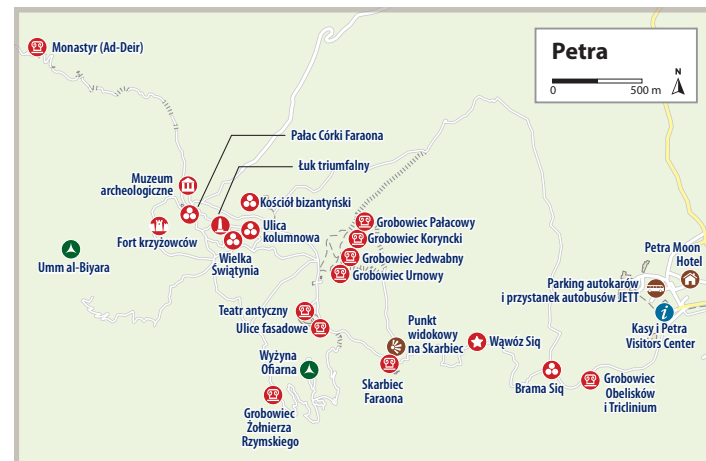 Petra
0
500 m
N
Monastyr (Ad-Deir)
Pałac Córki Faraona
Łuk triumfalny
Muzeum
archeologiczne
Kościół bizantyński
Ulica
kolumnowa
Fort krzyżowców
Wielka
Świątynia
Umm al-Biyara
Grobowiec Pałacowy
Grobowiec Koryncki
Grobowiec Jedwabny
Grobowiec Urnowy
Petra Moon
Hotel
Parking autokarów
i przystanek autobusów JETT
i
Kasy i Petra
Visitors Center
Teatr antyczny
Ulice fasadowe
Punkt
widokowy
na Skarbiec
Wąwóz Siq
Wyżyna
Ofiarna
Skarbiec
Faraona
Brama Siq
Grobowiec
Obelisków
i Triclinium
Grobowiec
Żołnierza
Rzymskiego